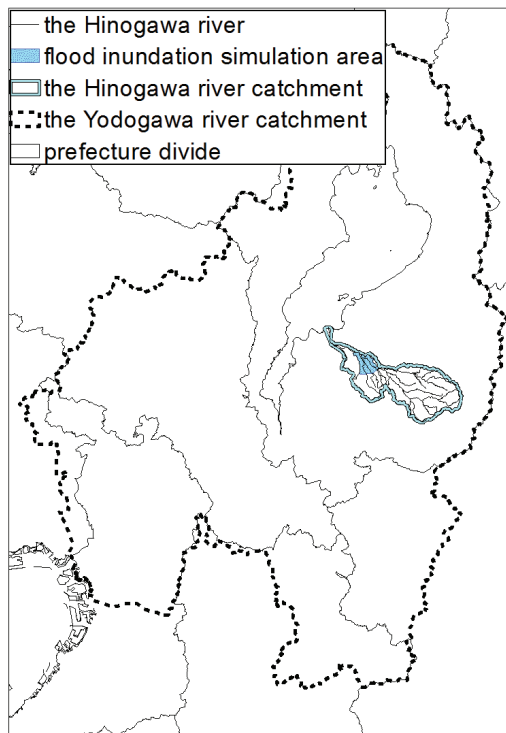 the Hinogawa river
flood inundation simulation area
the Hinogawa river catchment
the Yodogawa river catchment
prefecture divide